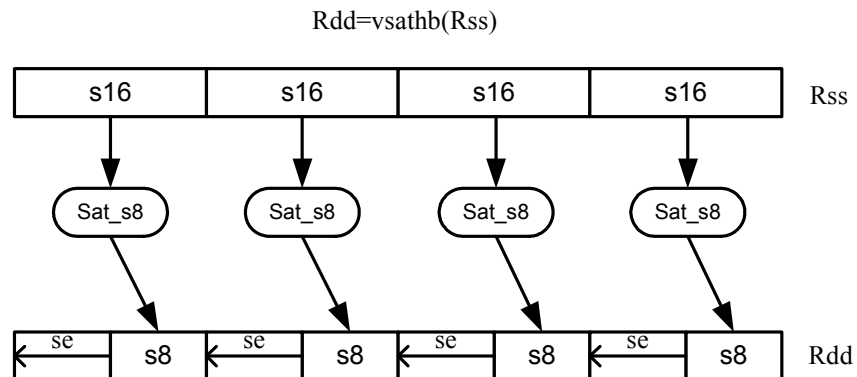 Rdd=vsathb(Rss)
s16 s16 s16 s16 Rss
Sat_s8 Sat_s8 Sat_s8 Sat_s8
se s8 se s8 se s8 se s8 Rdd